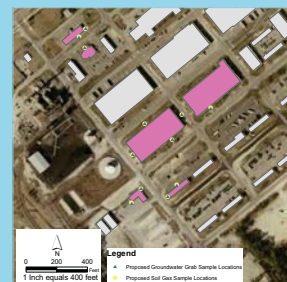 N
0 200 400
Feet
1 Inch equals 400 feet
Legend
Proposed Groundwater Grab Sample Locations
Proposed Soil Gas Sample Locations